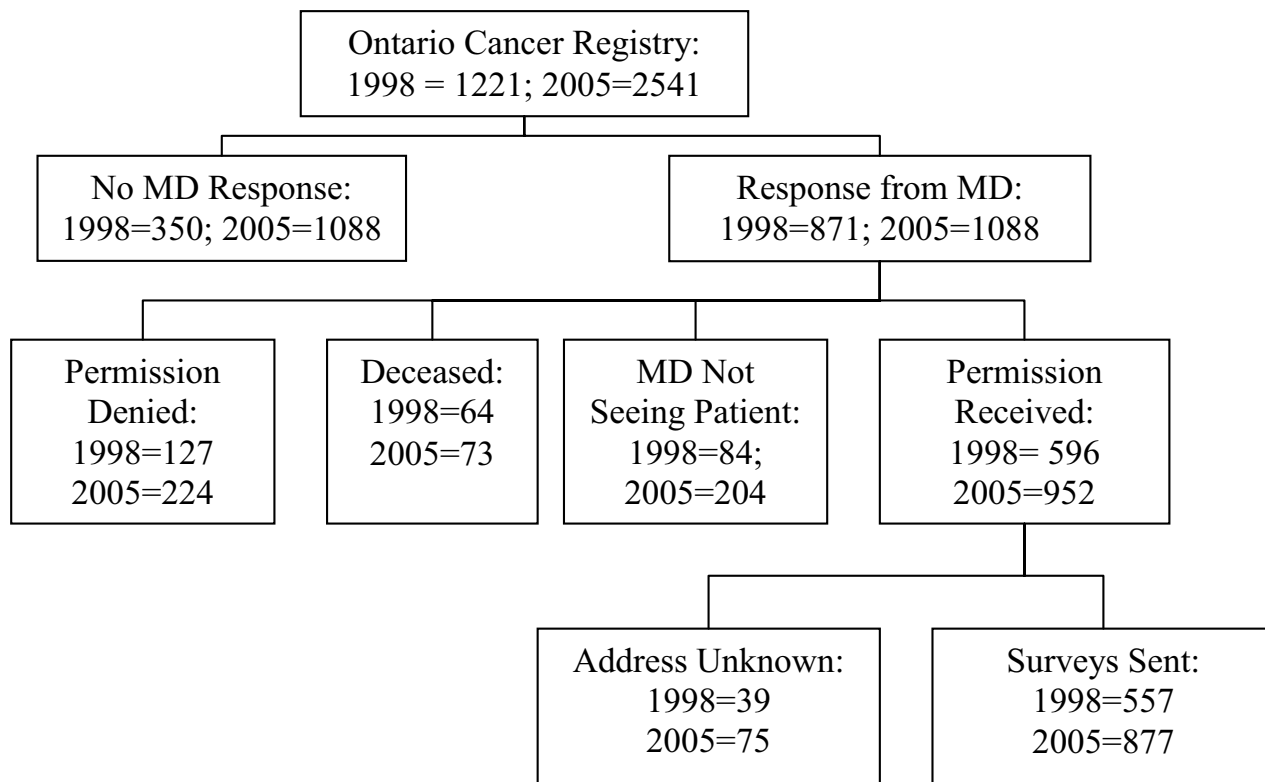 Ontario Cancer Registry:
1998 = 1221; 2005=2541
No MD Response:
1998=350; 2005=1088
Response from MD:
1998=871; 2005=1088
Permission
Denied:
1998=127
2005=224
Deceased:
1998=64
2005=73
MD Not
Seeing Patient:
1998=84;
2005=204
Permission
Received:
1998= 596
2005=952
Address Unknown:
1998=39
2005=75
Surveys Sent:
1998=557
2005=877